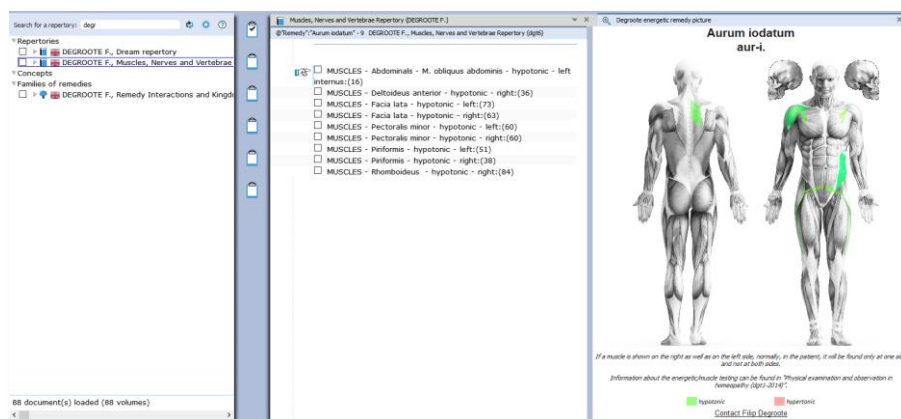 Search for a repertory: degr
Repertories
DEGROOTE F., Dream repertory
DEGROOTE F., Muscles, Nerves and Vertebrae
Concepts
Families of remedies
DEGROOTE F., Remedy Interactions and Kingdo
88 document(s) loaded (88 volumes)
Muscles, Nerves and Vertebrae Repertory (DEGROOTE F.)
@"Remedy":"Aurum iodatum" - 9 DEGROOTE F., Muscles, Nerves and Vertebrae Repertory (dgt6)
MUSCLES - Abdominals - M. obliquus abdominis - hypotonic - left
internus:(16)
MUSCLES - Deltoideus anterior - hypotonic - right:(36)
MUSCLES - Facia lata - hypotonic - left:(73)
MUSCLES - Facia lata - hypotonic - right:(63)
MUSCLES - Pectoralis minor - hypotonic - left:(60)
MUSCLES - Pectoralis minor - hypotonic - right:(60)
MUSCLES - Piriformis - hypotonic - left:(51)
MUSCLES - Piriformis - hypotonic - right:(38)
MUSCLES - Rhomboideus - hypotonic - right:(84)
Degroote energetic remedy picture
Aurum iodatum
aur-i.
If a muscle is shown on the right as well as on the left side, normally, in the patient, it will be found only at one si
and not at both sides.
Information about the energetic/muscle testing can be found in "Physical examination and observation in
homeopathy (dgt1-2014)".
hypotonic
hypertonic
Contact Filip Degroote